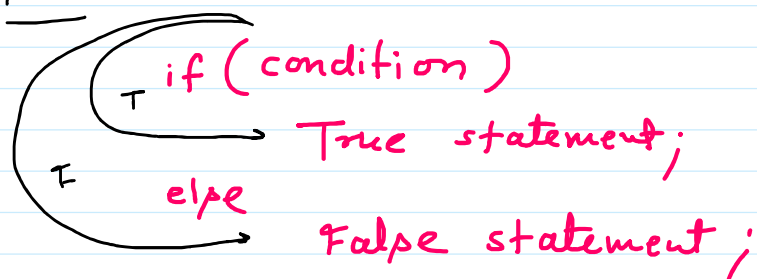 if (condition)
T
True statement;
F
else
False statement;